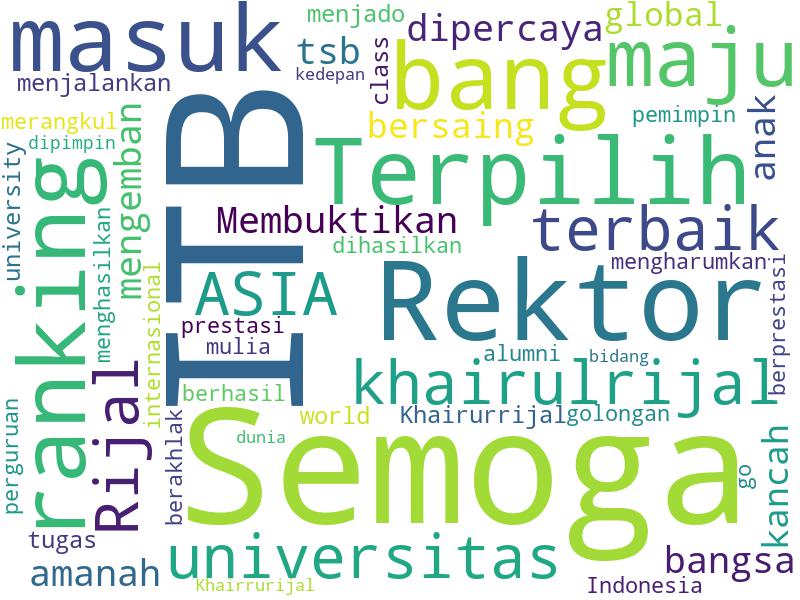 masuk
menjado
dipercaya
global
menjalankan
tsb
kedepan
class
bang
maju
merangkul
dipimpin
bersaing
pemimpin
anak
university
ranking
mengemban
ITB
Terpilih
Membuktikan
terbaik
dihasilkan
menghasilkan
mengharumkan
internasional
ASIA
Rektor
berprestasi
prestasi
mulia
alumni
bidang
Rijal
berhasil
khairulrijal
perguruan
berakhlak
world
Khairurrijal
golongan
dunia
Semoga
go
kancah
tugas
universitas
bangsa
amanah
Khairrurijal
Indonesia